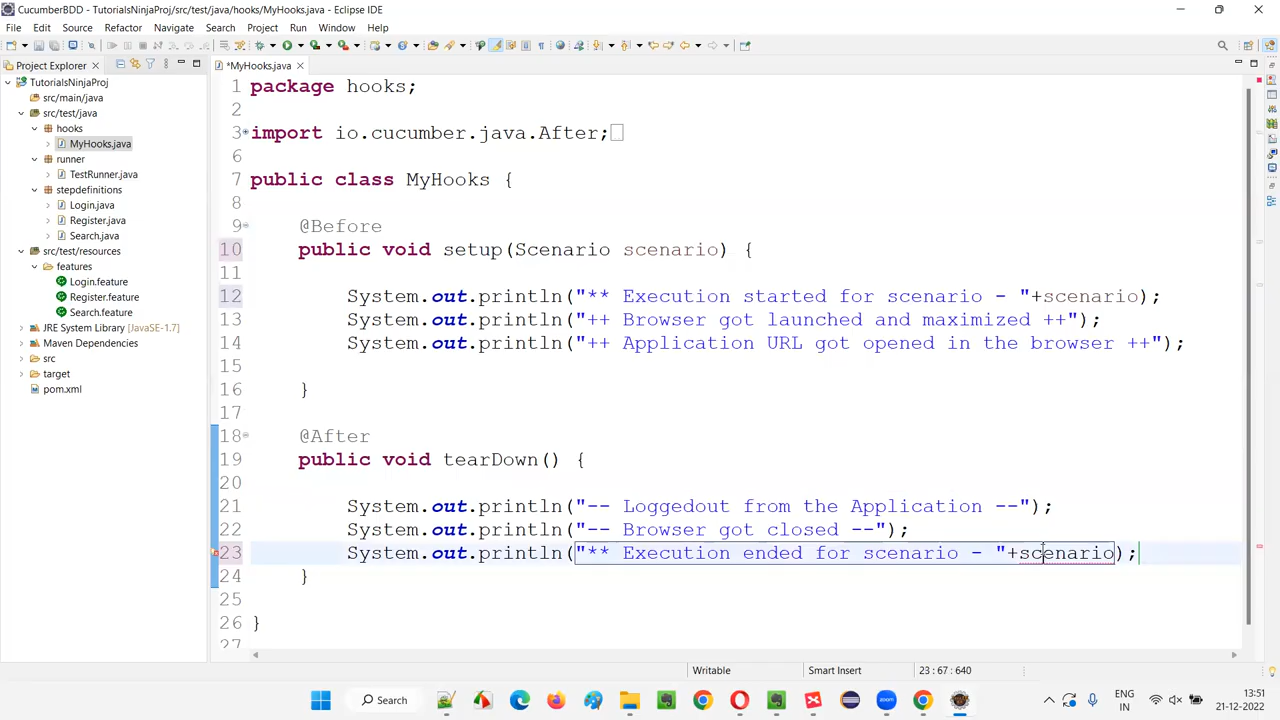 CucumberBDD - TutorialsNinjaProj/src/test/java/hooks/MyHooks.java - Eclipse IDE
File Edit Source Refactor Navigate Search Project Run Window Help
Project Explorer
*MyHooks.java
TutorialsNinjaProj
src/main/java
src/test/java
hooks
MyHooks.java
runner
TestRunner.java
stepdefinitions
Login.java
Register.java
Search.java
src/test/resources
features
Login.feature
Register.feature
Search.feature
JRE System Library [JavaSE-1.7]
Maven Dependencies
src
target
pom.xml
1 package hooks;
2
3 import io.cucumber.java.After;
6
7 public class MyHooks {
8
9 @Before
10 public void setup(Scenario scenario) {
11
12 System.out.println("** Execution started for scenario - "+scenario);
13 System.out.println("++ Browser got launched and maximized ++");
14 System.out.println("++ Application URL got opened in the browser ++");
15
16 }
17
18 @After
19 public void tearDown() {
20
21 System.out.println("-- Loggedout from the Application --");
22 System.out.println("-- Browser got closed --");
23 System.out.println("** Execution ended for scenario - "+scenario);
24 }
25
26 }
27
Writable Smart Insert 23 : 67 : 640
Search
zoom
ENG
IN
13:51
21-12-2022